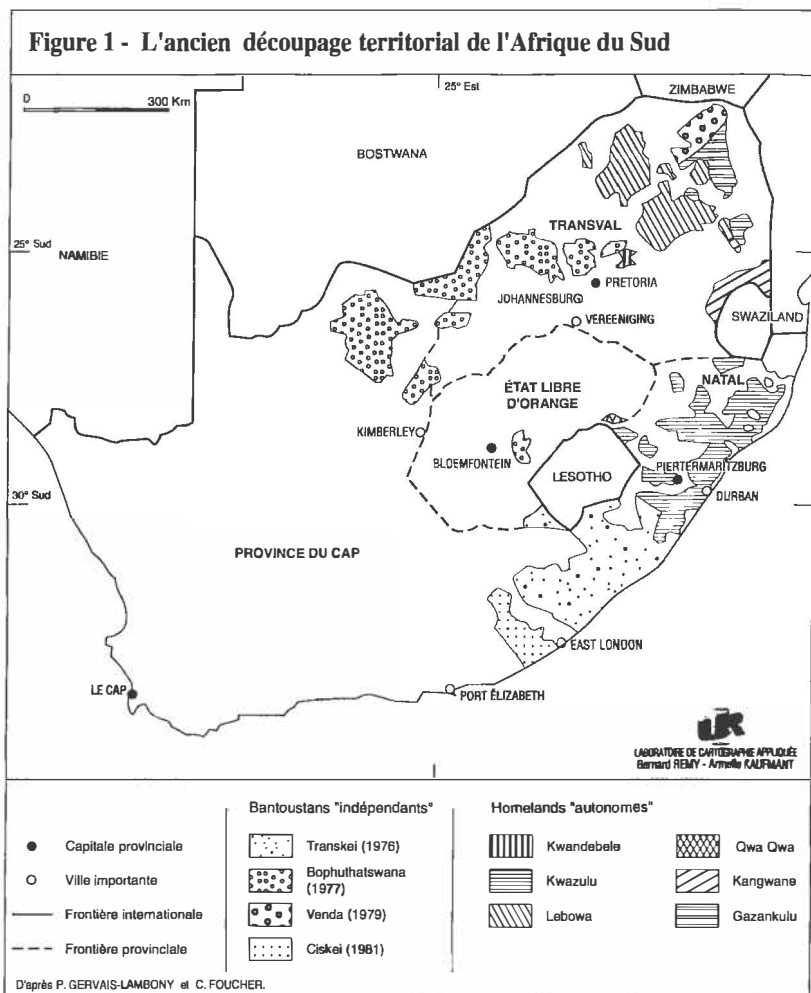 Figure 1 - L'ancien découpage territorial de l'Afrique du Sud
0 300 Km
25° Est
ZIMBABWE
BOSTWANA
25° Sud
NAMIBIE
TRANSVAL
PRETORIA
JOHANNESBURG
SWAZILAND
VEREENIGING
NATAL
ÉTAT LIBRE
D'ORANGE
KIMBERLEY
BLOEMFONTEIN
PIERTERMARITZBURG
LESOTHO
DURBAN
30° Sud
PROVINCE DU CAP
EAST LONDON
LE CAP
PORT ÉLIZABETH
LABORATOIRE DE CARTOGRAPHIE APPLIQUÉE
Bernard REMY - Armelle KAUFMANT
Bantoustans "indépendants"
Homelands "autonomes"
Capitale provinciale
Ville importante
Frontière internationale
Frontière provinciale
Transkei (1976)
Bophuthatswana
(1977)
Venda (1979)
Ciskei (1981)
Kwandebele
Kwazulu
Lebowa
Qwa Qwa
Kangwane
Gazankulu
D'après P. GERVAIS-LAMBONY et C. FOUCHER.